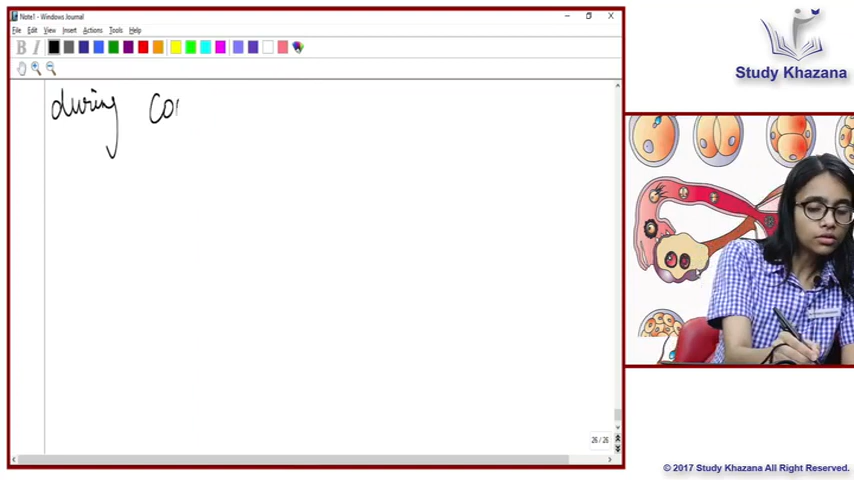 Note1 - Windows Journal
File Edit View Insert Actions Tools Help
B I
during co
26 / 26
Study Khazana
© 2017 Study Khazana All Right Reserved.